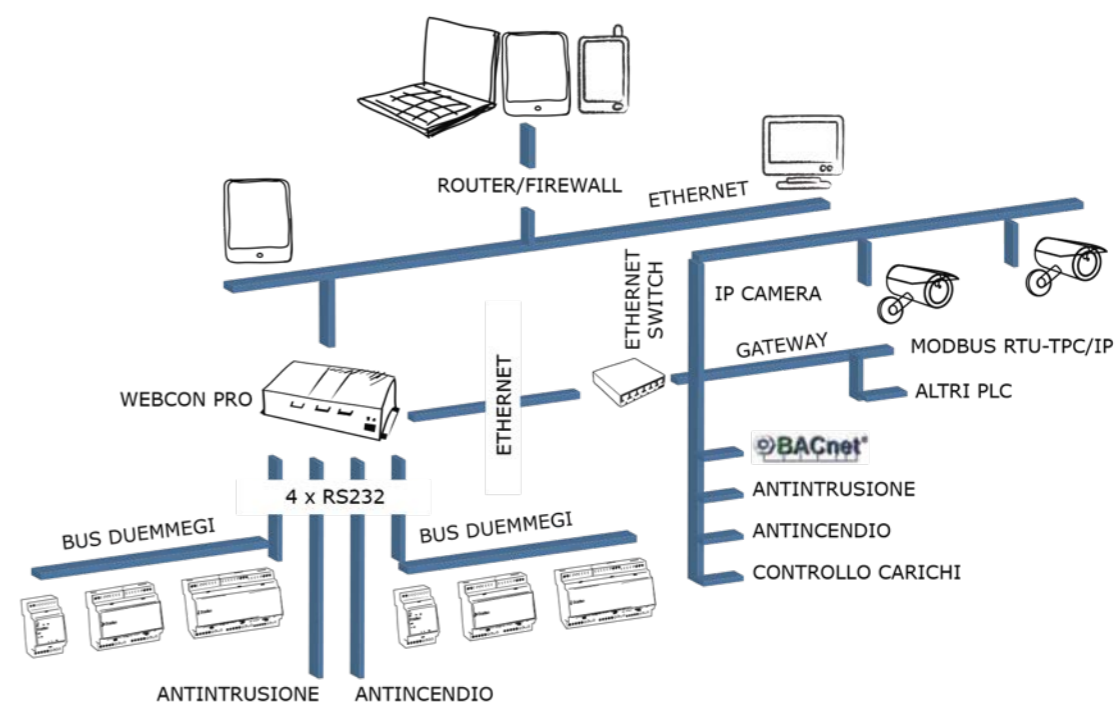 ROUTER/FIREWALL
ETHERNET
ETHERNET
SWITCH
IP CAMERA
GATEWAY
MODBUS RTU-TPC/IP
ALTRI PLC
WEBCON PRO
ETHERNET
BACnet®
4 x RS232
ANTINTRUSIONE
BUS DUEMMEGI
BUS DUEMMEGI
ANTINCENDIO
CONTROLLO CARICHI
ANTINTRUSIONE
ANTINCENDIO